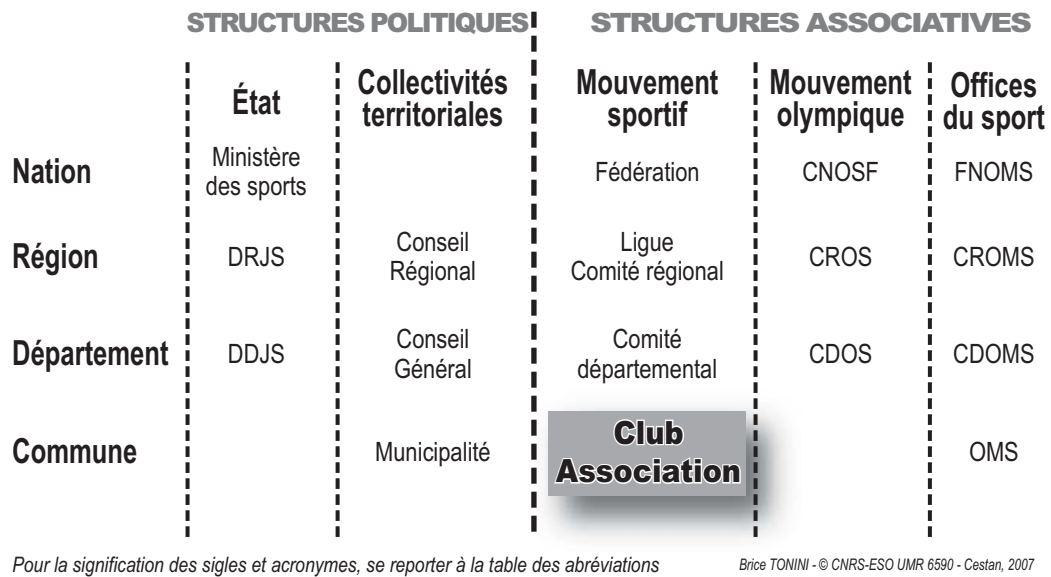 STRUCTURES POLITIQUES STRUCTURES ASSOCIATIVES
État
Collectivités
territoriales
Mouvement
sportif
Mouvement
olympique
Offices
du sport
Nation
Ministère
des sports
Fédération
CNOSF
FNOMS
Région
DRJS
Conseil
Régional
Ligue
Comité régional
CROS
CROMS
Département
DDJS
Conseil
Général
Comité
départemental
CDOS
CDOMS
Commune
Municipalité
Club
Association
OMS
Pour la signification des sigles et acronymes, se reporter à la table des abréviations
Brice TONINI - © CNRS-ESO UMR 6590 - Cestan, 2007